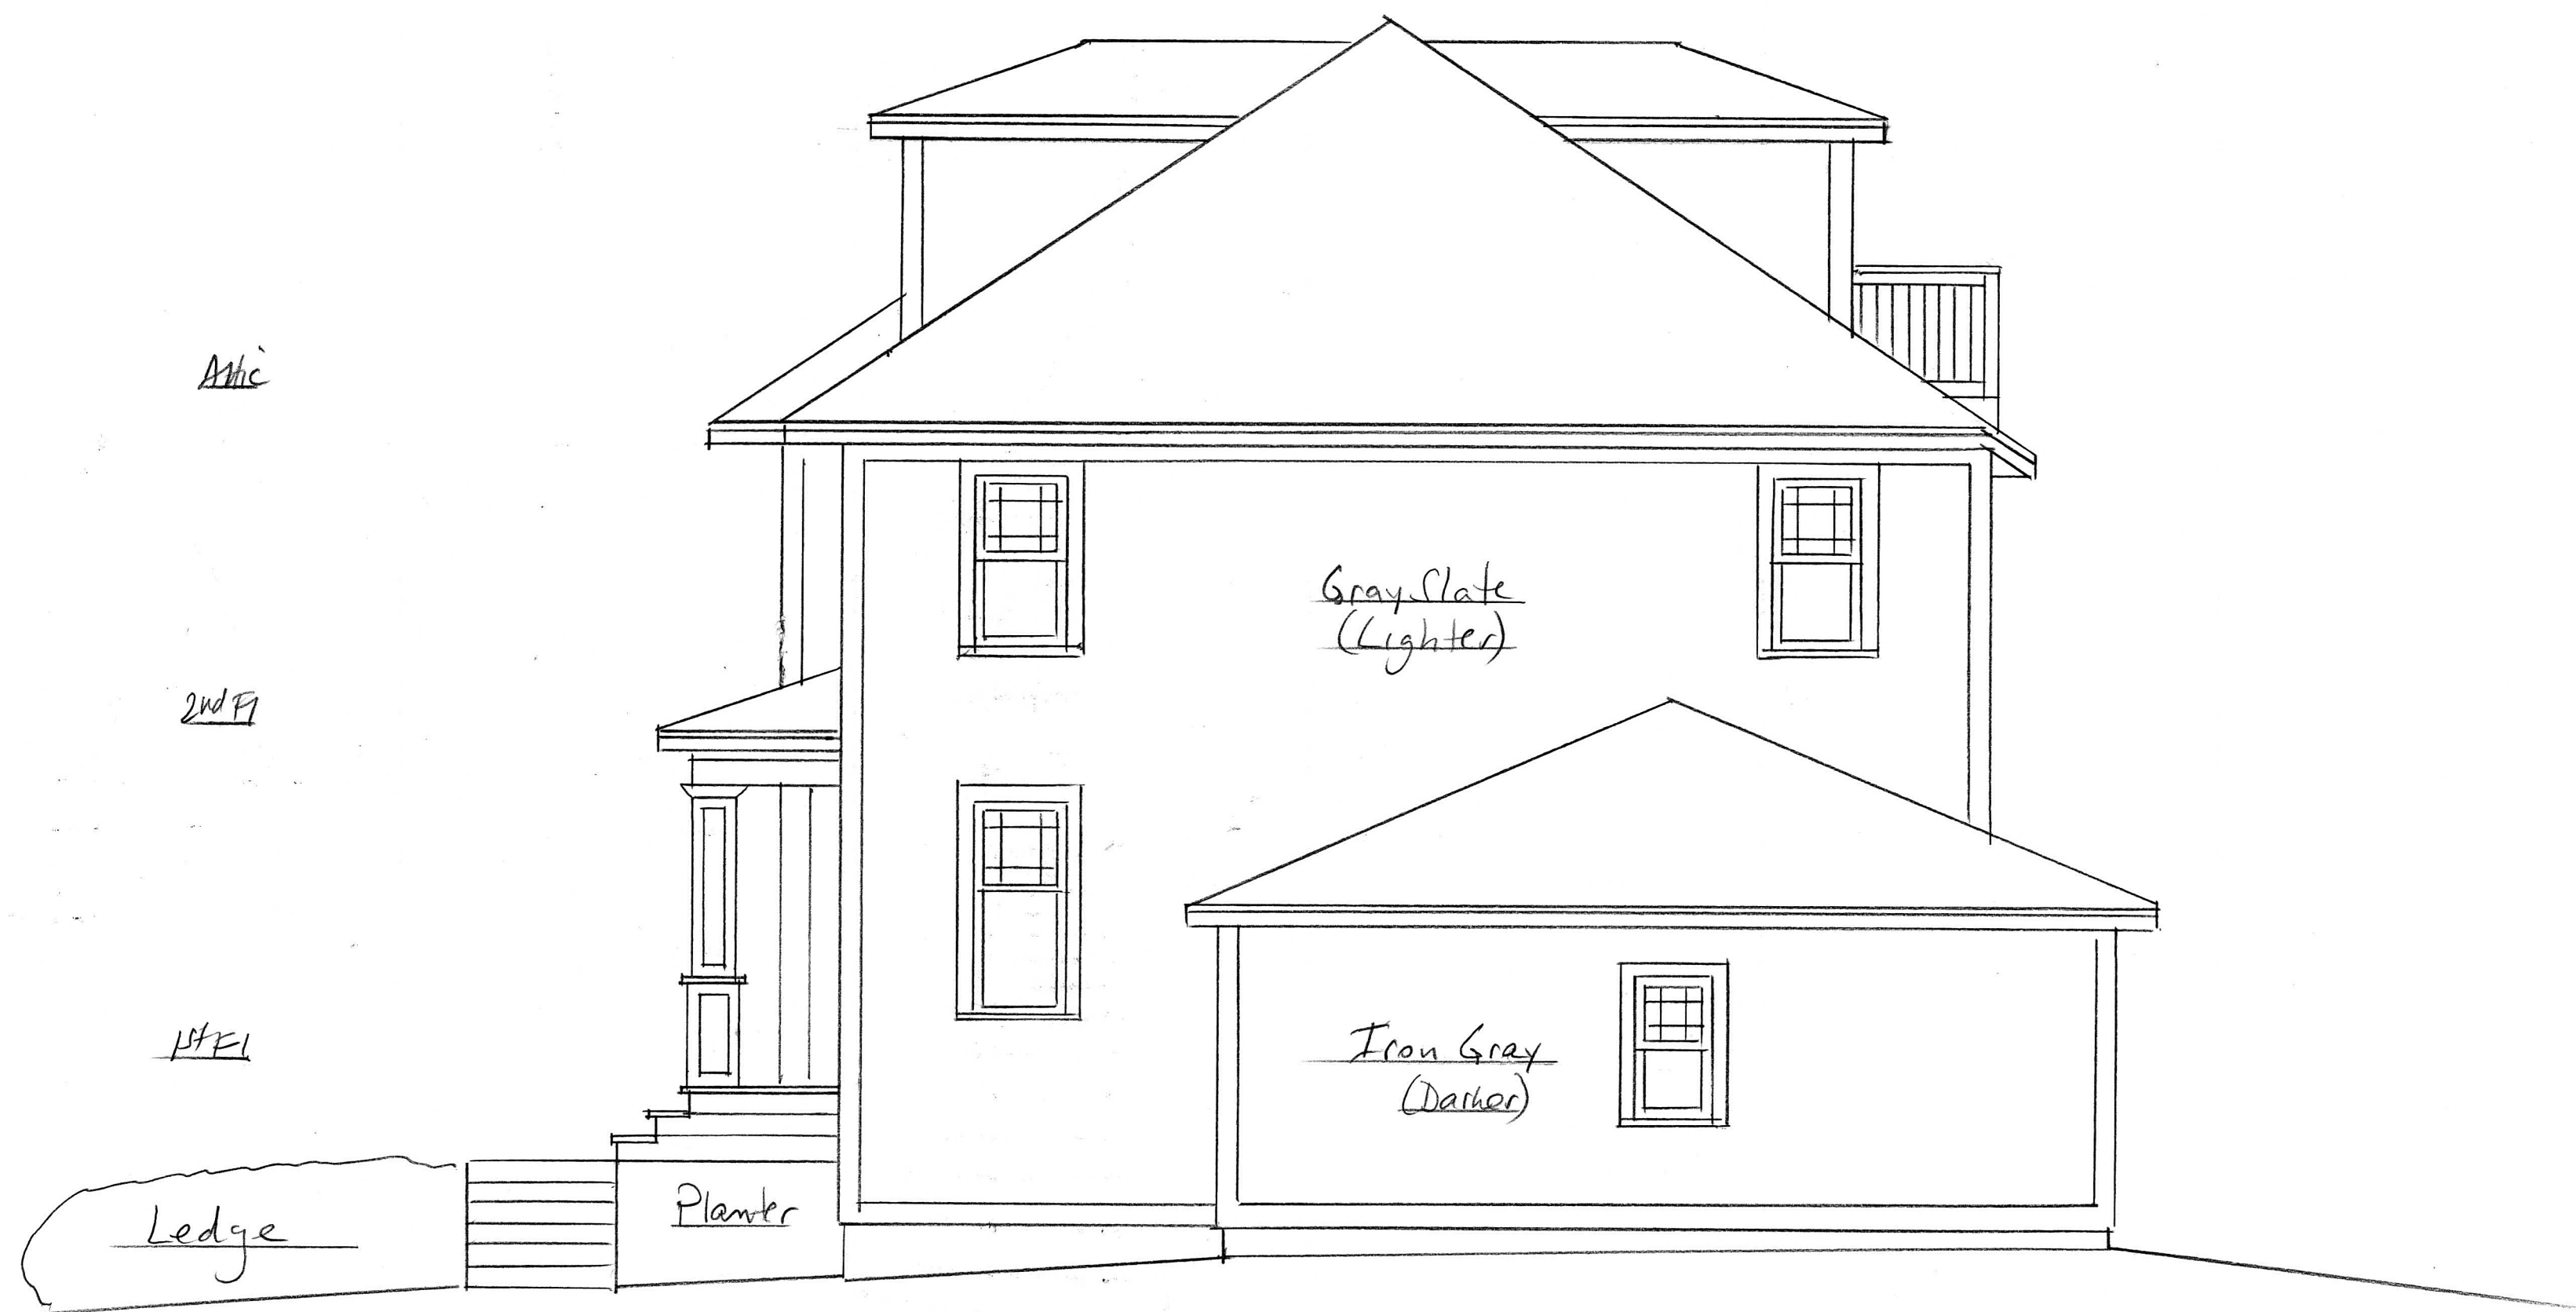 Attic
Gray Slate
(Lighter)
2nd Fl
1st Fl
Iron Gray
(Darker)
Planter
Ledge